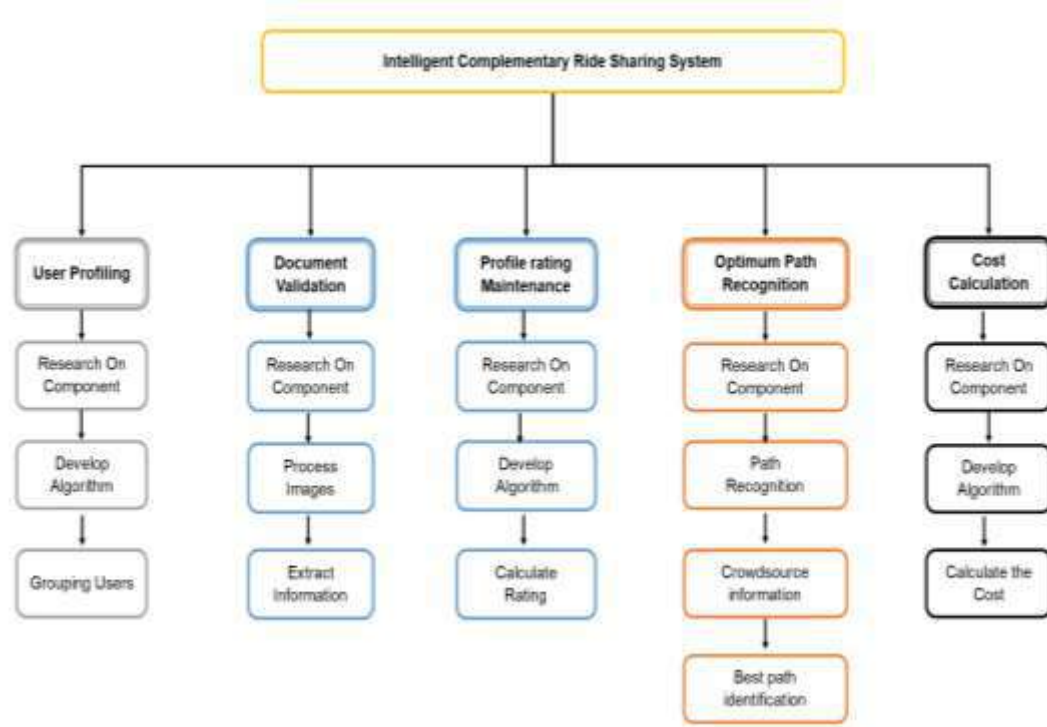 Intelligent Complementary Ride Sharing System
User Profiling
Document
Validation
Profile rating
Maintenance
Optimum Path
Recognition
Cost
Calculation
Research On
Component
Research On
Component
Research On
Component
Research On
Component
Research On
Component
Develop
Algorithm
Process
Images
Develop
Algorithm
Path
Recognition
Develop
Algorithm
Grouping Users
Extract
Information
Calculate
Rating
Crowdsource
information
Calculate the
Cost
Best path
identification